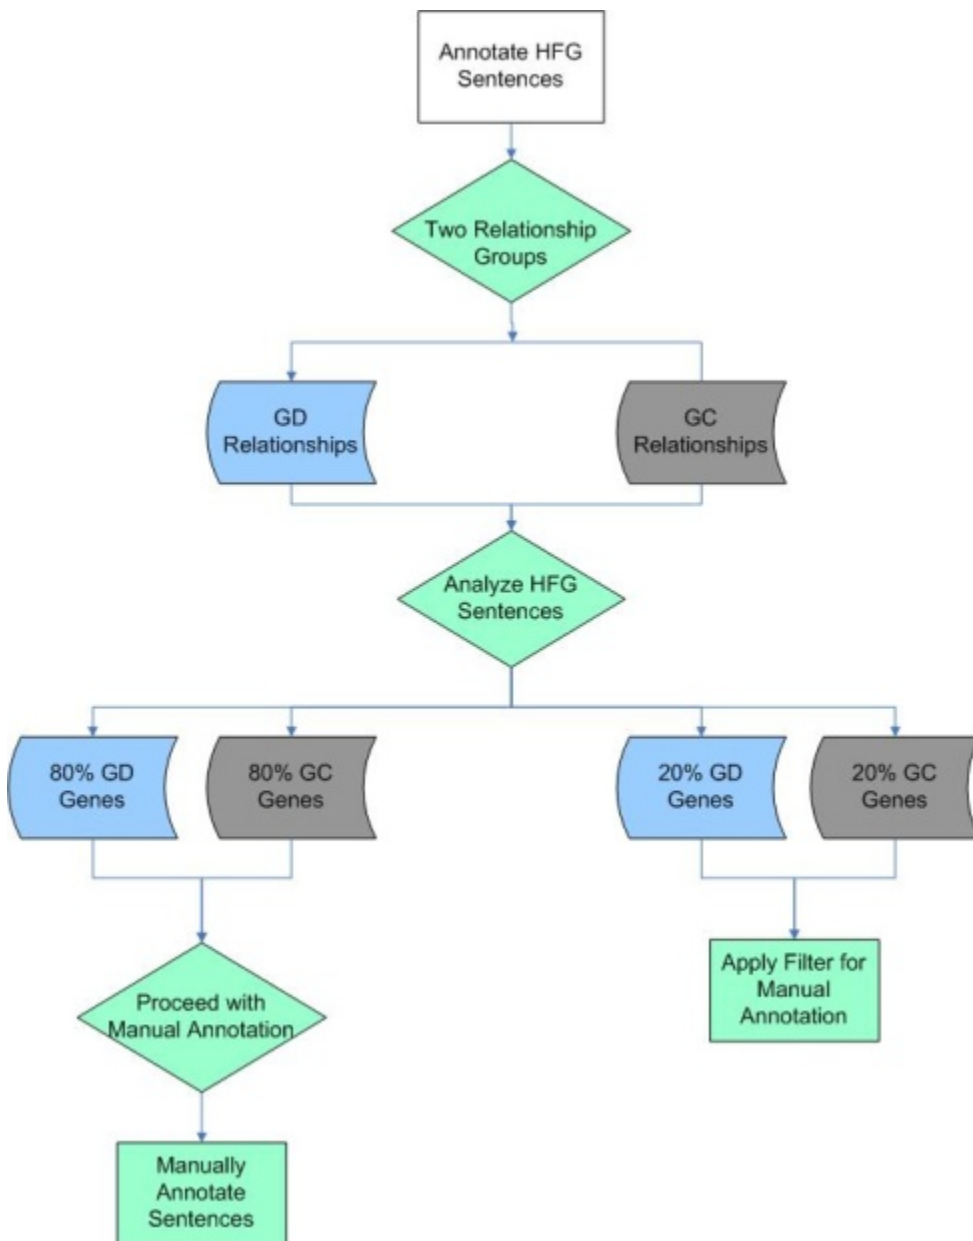 Annotate HFG
Sentences
Two Relationship
Groups
GD
Relationships
GC
Relationships
Analyze HFG
Sentences
80% GD
Genes
80% GC
Genes
20% GD
Genes
20% GC
Genes
Proceed with
Manual Annotation
Apply Filter for
Manual
Annotation
Manually
Annotate
Sentences